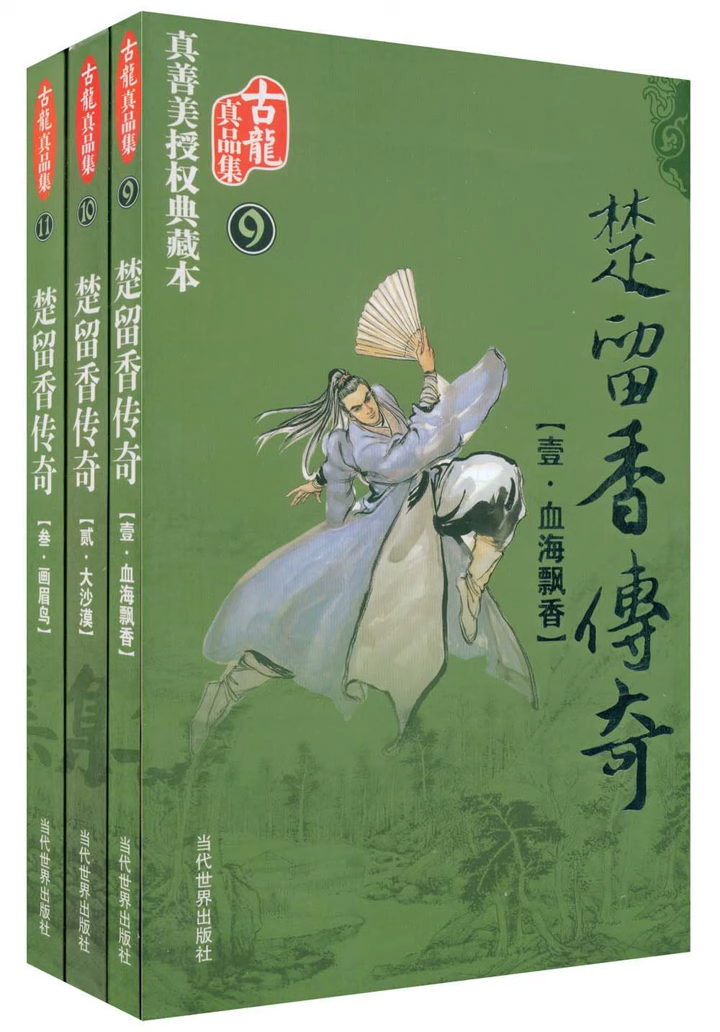 古龍真品集
11
楚留香传奇
【叁·画眉鸟】
当代世界出版社
古龍真品集
10
楚留香传奇
【贰·大沙漠】
当代世界出版社
古龍真品集
9
楚留香传奇
【壹·血海飘香】
当代世界出版社
真善美授权典藏本
古龍
真品集
9
楚留香傳奇
【壹·血海飘香】
当代世界出版社
集
集